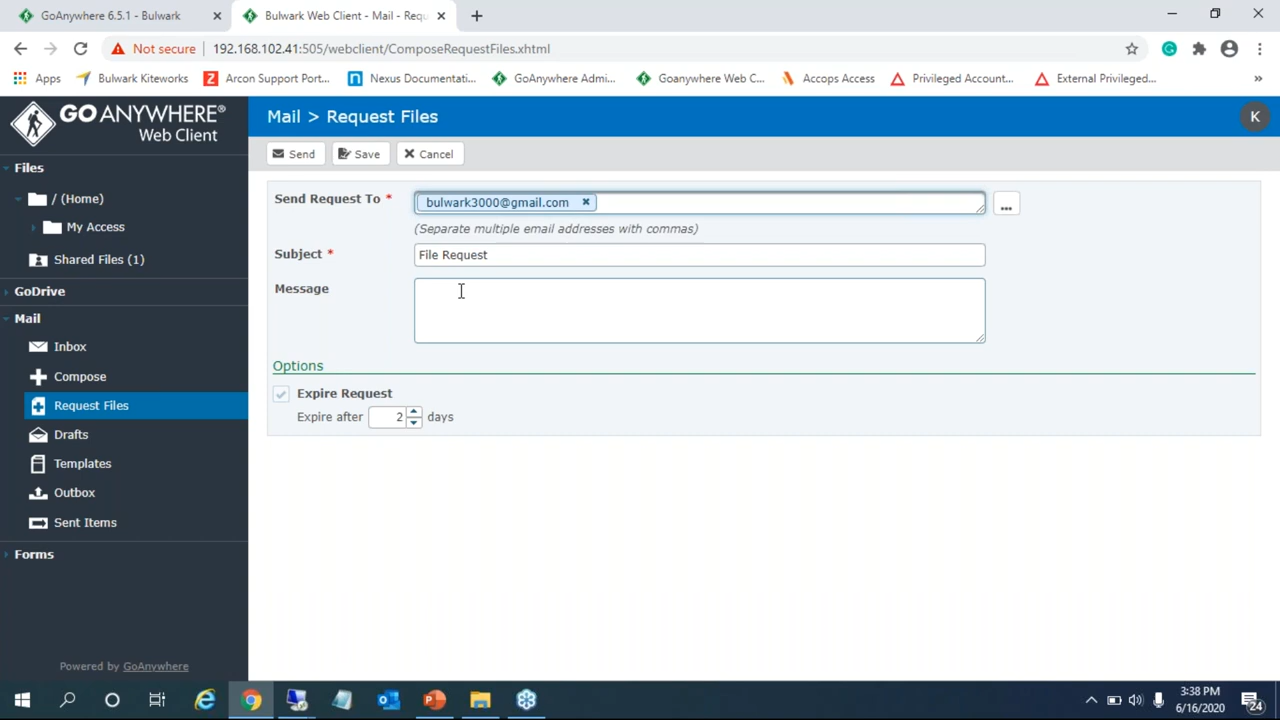 GoAnywhere 6.5.1 - Bulwark
Bulwark Web Client - Mail - Requ
Not secure 192.168.102.41:505/webclient/ComposeRequestFiles.xhtml
Apps Bulwark Kiteworks Arcon Support Port... Nexus Documentati... GoAnywhere Admi... Goanywhere Web C... Accops Access Privileged Account... External Privileged... »
GO ANYWHERE®
Web Client
Mail > Request Files
K
Send Save Cancel
Files
/ (Home)
My Access
Shared Files (1)
GoDrive
Mail
Inbox
Compose
Request Files
Drafts
Templates
Outbox
Sent Items
Forms
Powered by GoAnywhere
Send Request To * bulwark3000@gmail.com ...
(Separate multiple email addresses with commas)
Subject * File Request
Message
Options
Expire Request
Expire after 2 days
3:38 PM
6/16/2020
24